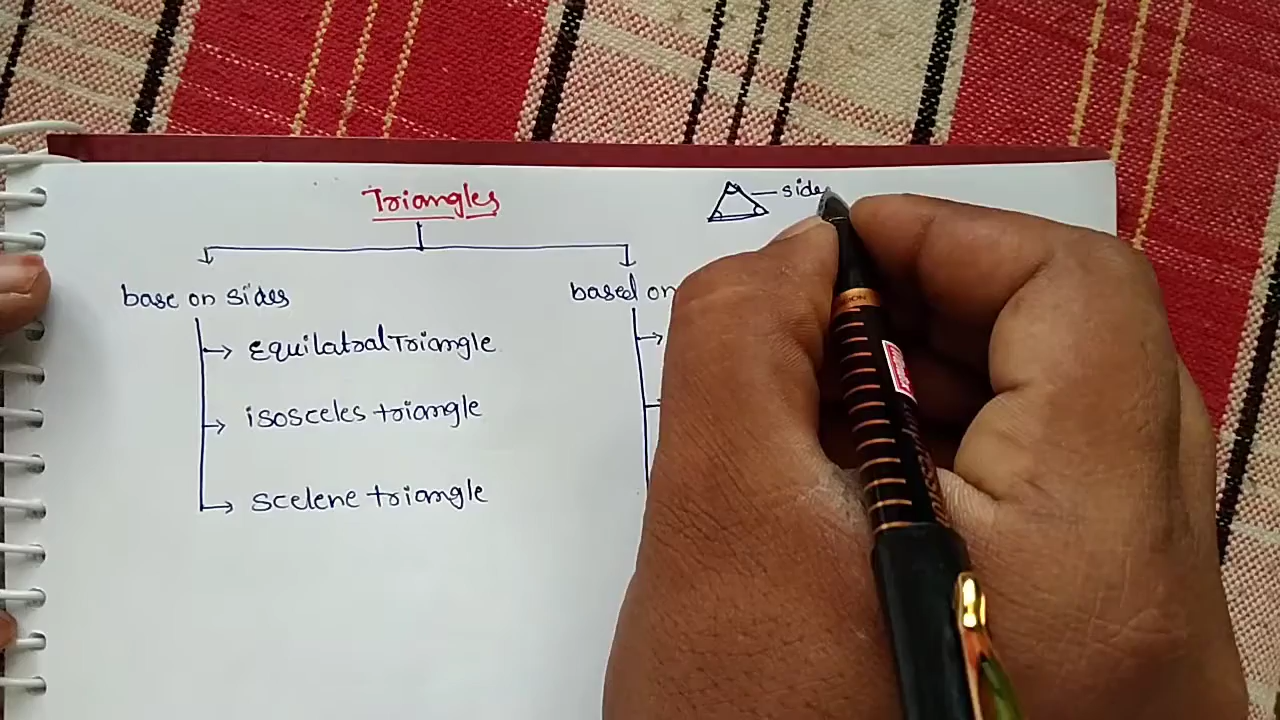 Triangles
side
base on sides
based on
Equilatral Triangle
isosceles triangle
Scelene triangle